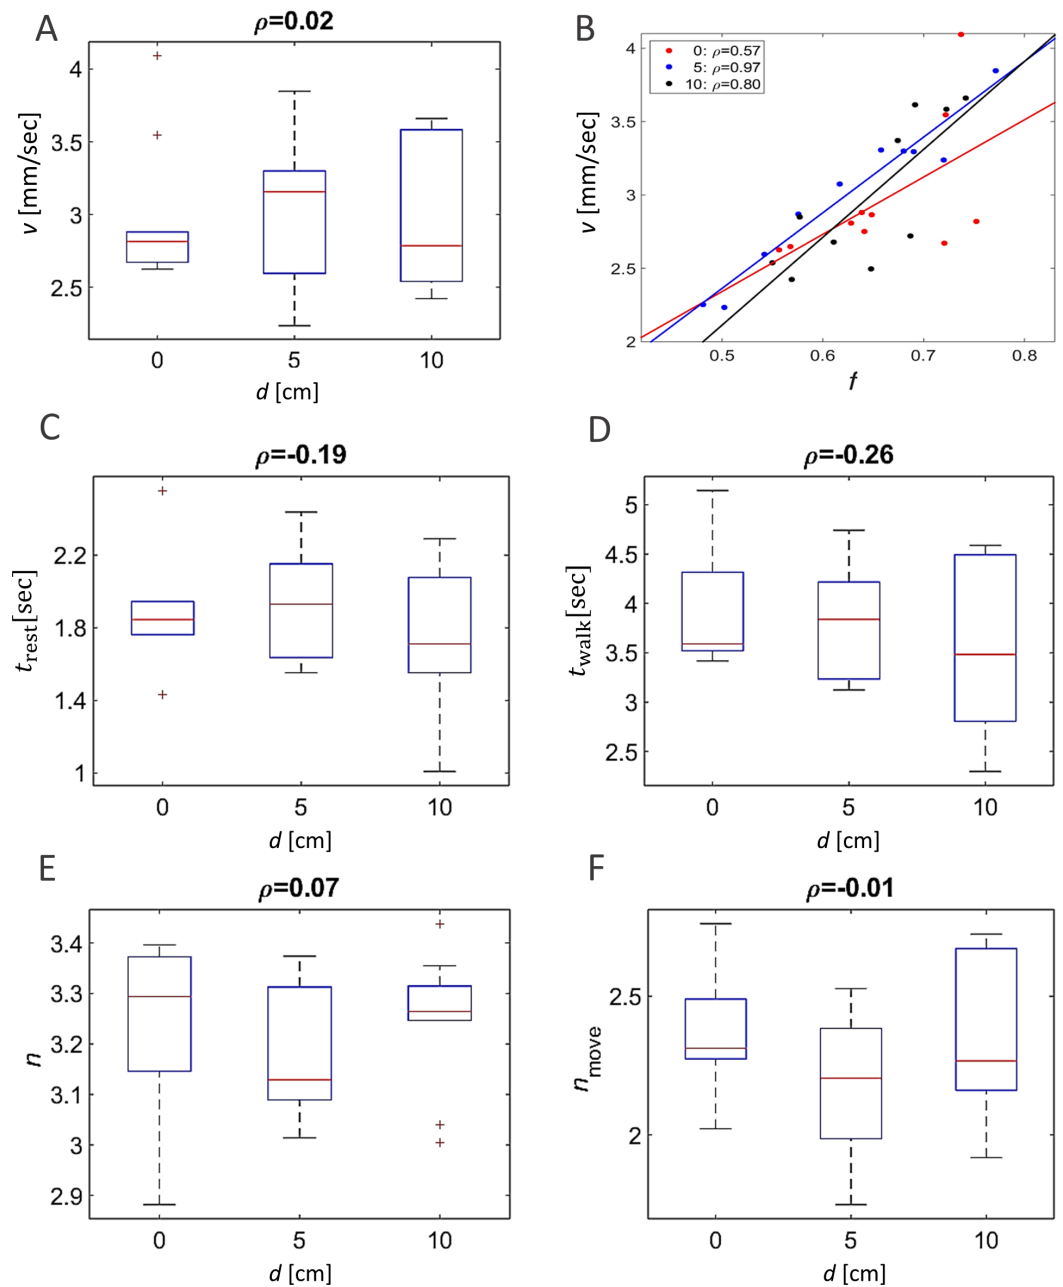 A
ρ=0.02
4
3.5
3
2.5
v [mm/sec]
0
5
10
d [cm]
B
0: ρ=0.57
5: ρ=0.97
10: ρ=0.80
4
3.5
3
2.5
2
v [mm/sec]
0.5
0.6
0.7
0.8
f
C
ρ=-0.19
2.2
1.8
1.4
1
t_rest[sec]
0
5
10
d [cm]
D
ρ=-0.26
5
4.5
4
3.5
3
2.5
t_walk[sec]
0
5
10
d [cm]
E
ρ=0.07
3.4
3.3
3.2
3.1
3
2.9
n
0
5
10
d [cm]
F
ρ=-0.01
2.5
2
n_move
0
5
10
d [cm]